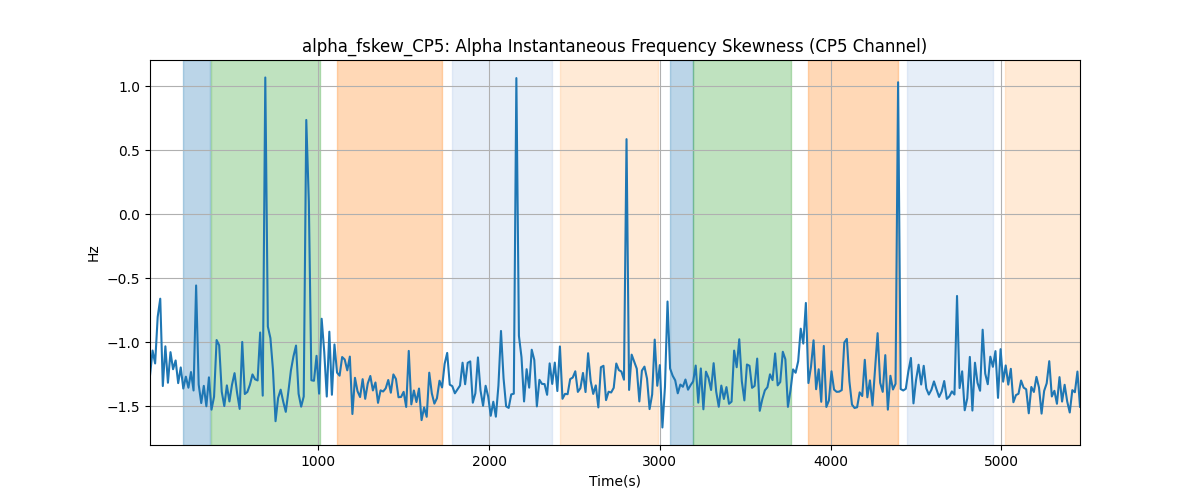 alpha_fskew_CP5: Alpha Instantaneous Frequency Skewness (CP5 Channel)
1.0
0.5
0.0
−0.5
−1.0
−1.5
Hz
1000 2000 3000 4000 5000
Time(s)